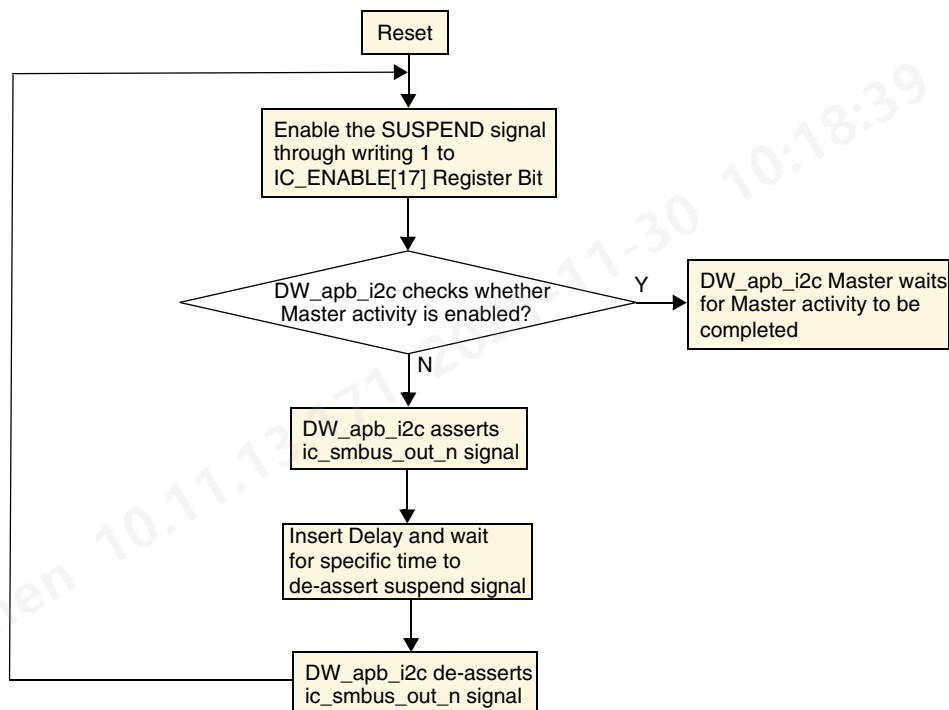 Reset
Enable the SUSPEND signal
through writing 1 to
IC_ENABLE[17] Register Bit
DW_apb_i2c checks whether
Master activity is enabled?
Y
DW_apb_i2c Master waits
for Master activity to be
completed
N
DW_apb_i2c asserts
ic_smbus_out_n signal
Insert Delay and wait
for specific time to
de-assert suspend signal
DW_apb_i2c de-asserts
ic_smbus_out_n signal